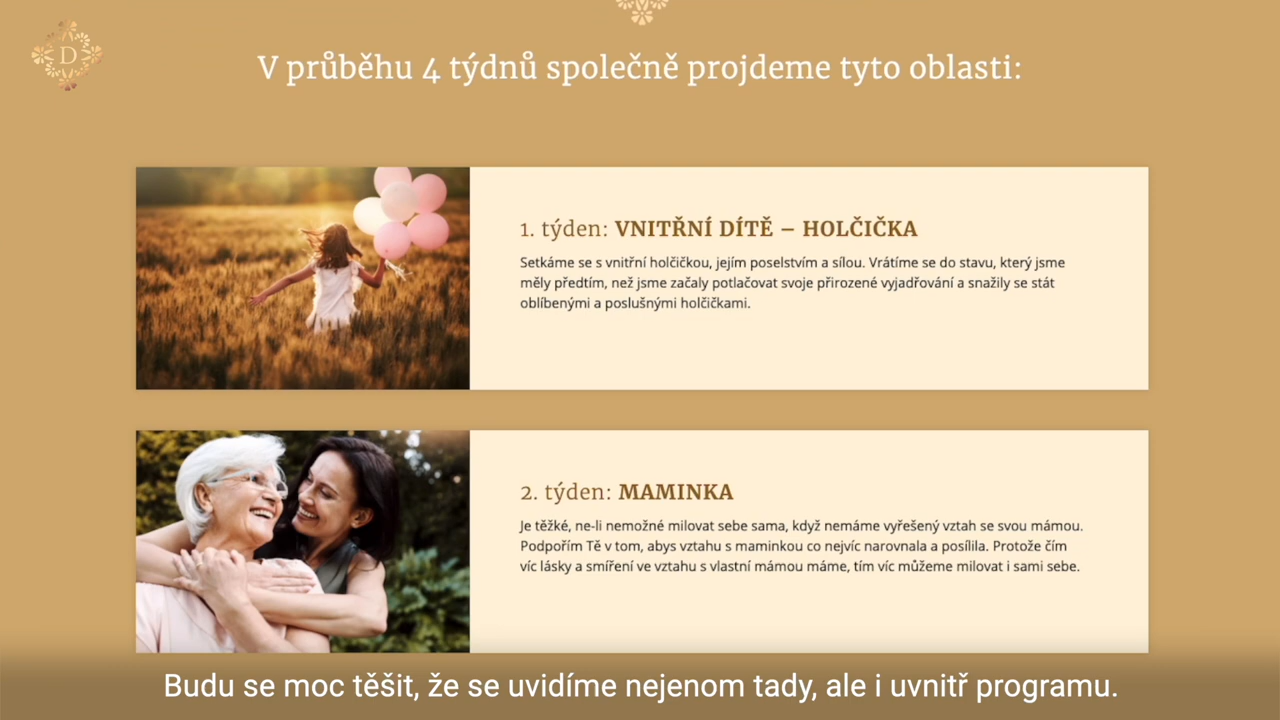 D
V průběhu 4 týdnů společně projdeme tyto oblasti:
1. týden: VNITŘNÍ DÍTĚ – HOLČIČKA
Setkáme se s vnitřní holčičkou, jejím poselstvím a sílou. Vrátíme se do stavu, který jsme
měly předtím, než jsme začaly potlačovat svoje přirozené vyjadřování a snažily se stát
oblíbenými a poslušnými holčičkami.
2. týden: MAMINKA
Je těžké, ne-li nemožné milovat sebe sama, když nemáme vyřešený vztah se svou mámou.
Podpořím Tě v tom, abys vztahu s maminkou co nejvíc narovnala a posílila. Protože čím
víc lásky a smíření ve vztahu s vlastní mámou máme, tím víc můžeme milovat i sami sebe.
Budu se moc těšit, že se uvidíme nejenom tady, ale i uvnitř programu.